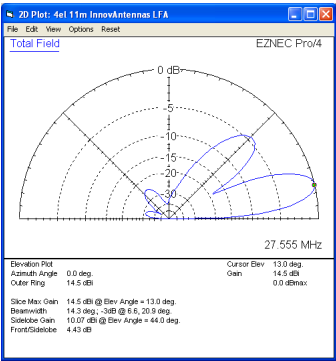 2D Plot: 4el 11m InnovAntennas LFA
File Edit View Options Reset
Total Field
EZNEC Pro/4
0 dB
-5
-10
-15
-20
-30
27.555 MHz
Elevation Plot
Azimuth Angle 0.0 deg.
Outer Ring 14.5 dBi
Cursor Elev 13.0 deg.
Gain 14.5 dBi
0.0 dBmax
Slice Max Gain 14.5 dBi @ Elev Angle = 13.0 deg.
Beamwidth 14.3 deg.; -3dB @ 6.6, 20.9 deg.
Sidelobe Gain 10.07 dBi @ Elev Angle = 44.0 deg.
Front/Sidelobe 4.43 dB